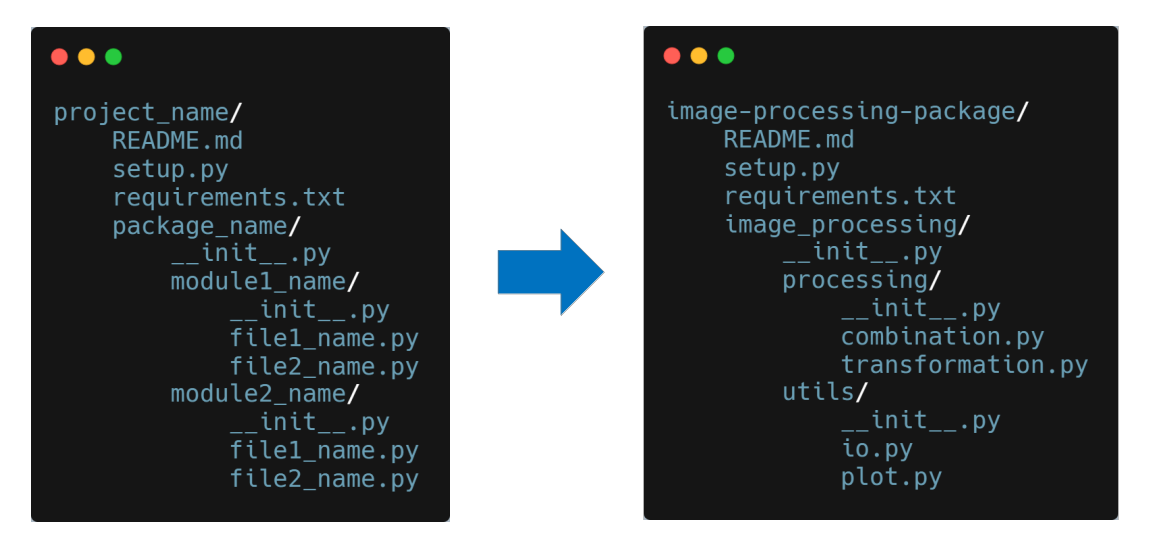 project_name/
README.md
setup.py
requirements.txt
package_name/
__init__.py
module1_name/
__init__.py
file1_name.py
file2_name.py
module2_name/
__init__.py
file1_name.py
file2_name.py
image-processing-package/
README.md
setup.py
requirements.txt
image_processing/
__init__.py
processing/
__init__.py
combination.py
transformation.py
utils/
__init__.py
io.py
plot.py